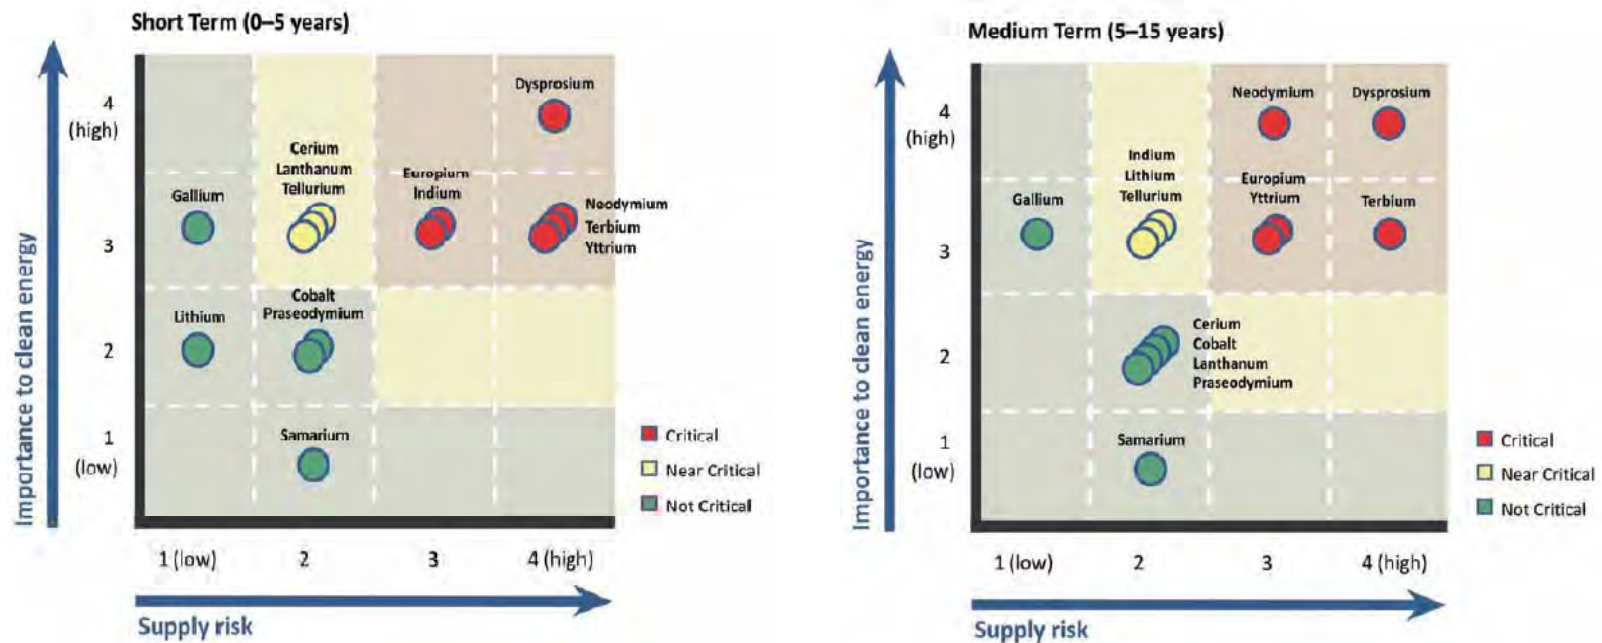 Short Term (0–5 years)
Importance to clean energy
4
(high)
3
2
1
(low)
Dysprosium
Cerium
Lanthanum
Tellurium
Europium
Indium
Gallium
Neodymium
Terbium
Yttrium
Cobalt
Praseodymium
Lithium
Samarium
Critical
Near Critical
Not Critical
1 (low)
2
3
4 (high)
Supply risk
Medium Term (5–15 years)
Importance to clean energy
4
(high)
3
2
1
(low)
Neodymium
Dysprosium
Indium
Lithium
Tellurium
Europium
Yttrium
Gallium
Terbium
Cerium
Cobalt
Lanthanum
Praseodymium
Samarium
Critical
Near Critical
Not Critical
1 (low)
2
3
4 (high)
Supply risk